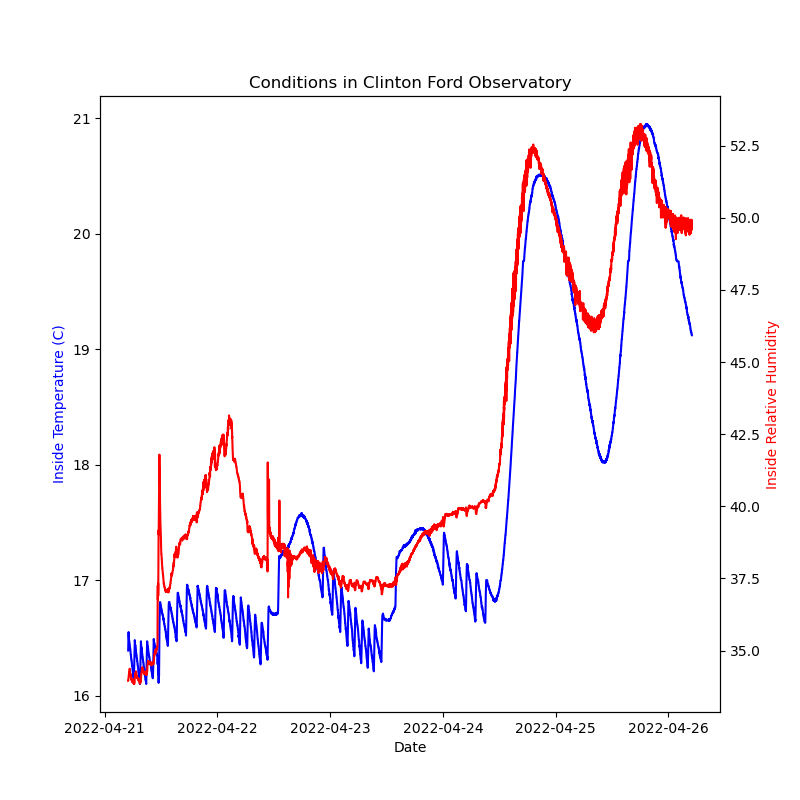 Conditions in Clinton Ford Observatory
21
20
19
18
17
16
Inside Temperature (C)
52.5
50.0
47.5
45.0
42.5
40.0
37.5
35.0
Inside Relative Humidity
2022-04-21 2022-04-22 2022-04-23 2022-04-24 2022-04-25 2022-04-26
Date